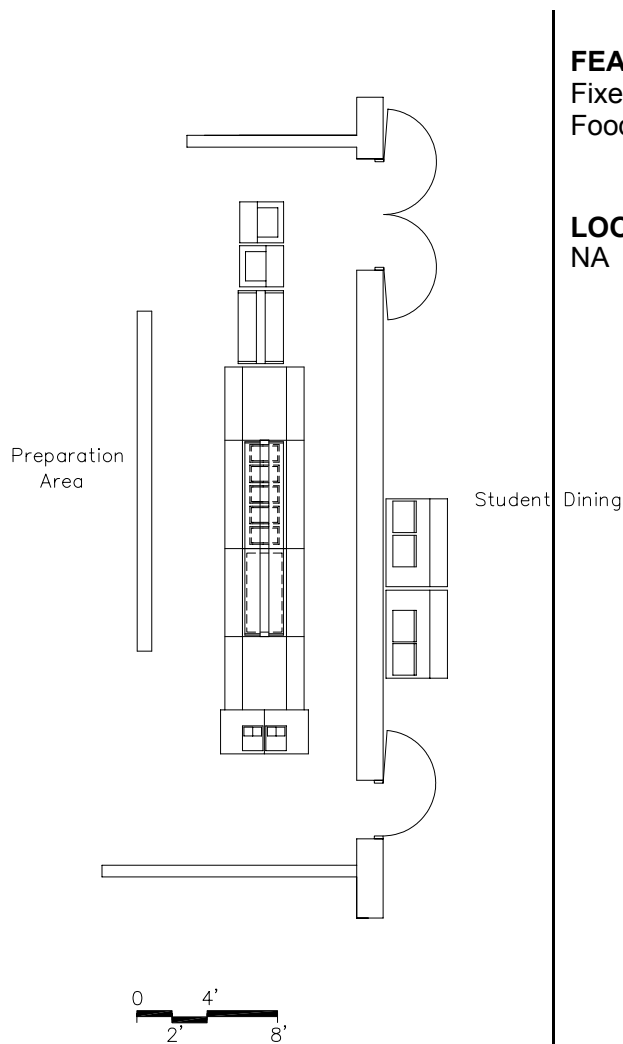 FEA
Fixe
Food
LOC
NA
Preparation
Area
Student Dining
0 4'
2' 8'